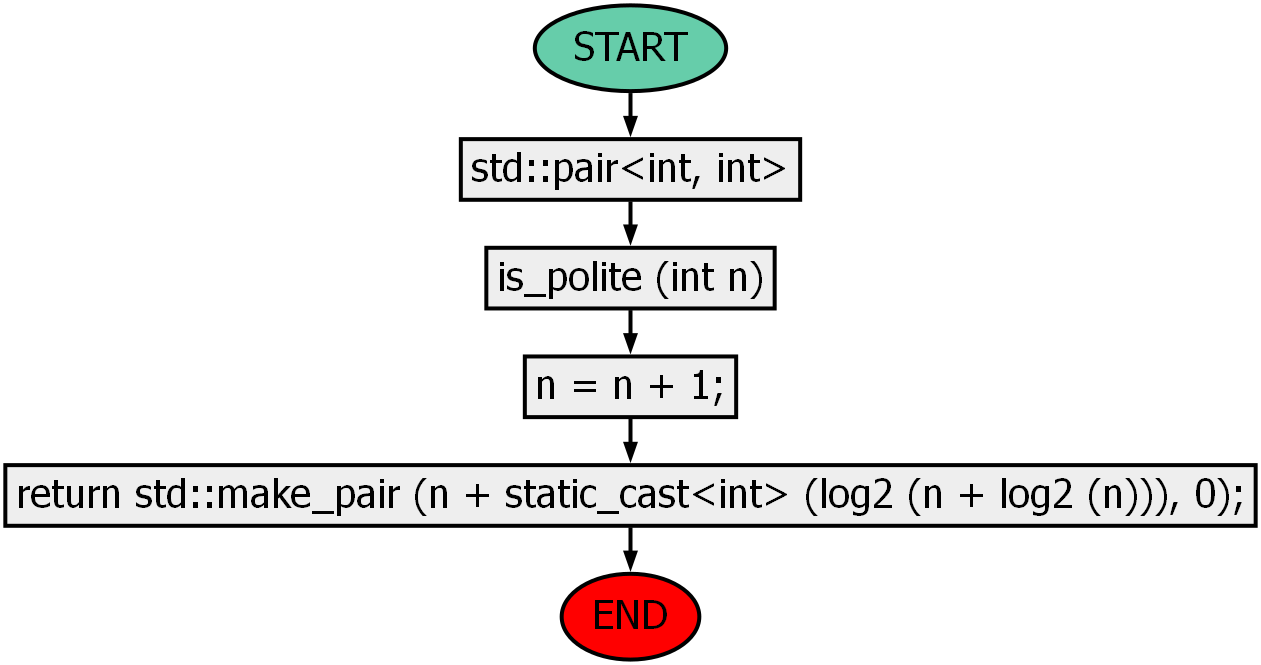 START
std::pair<int, int>
is_polite (int n)
n = n + 1;
return std::make_pair (n + static_cast<int> (log2 (n + log2 (n))), 0);
END